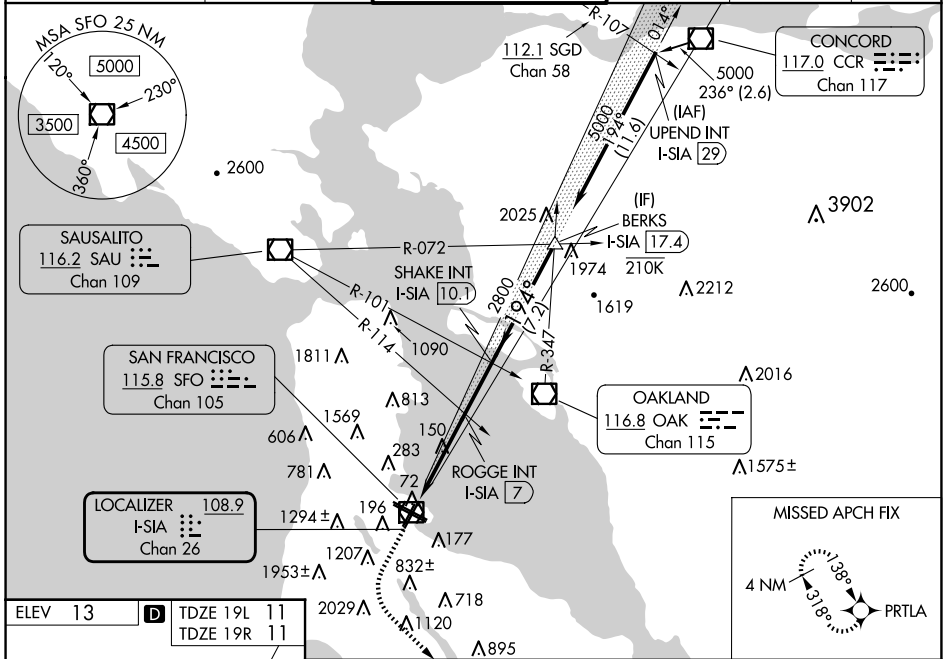 MSA SFO 25 NM
120°
5000
230°
3500
4500
360°
R-107
014°
112.1 SGD
Chan 58
CONCORD
117.0 CCR
Chan 117
5000
236° (2.6)
(IAF)
UPEND INT
I-SIA 29
5000
194°
(11.6)
2600
2025
(IF)
BERKS
I-SIA 17.4
210K
3902
SAUSALITO
116.2 SAU
Chan 109
R-072
SHAKE INT
I-SIA 10.1
1974
1619
2212
2600
R-101
R-114
2800
194°
(7.2)
R-347
1090
SAN FRANCISCO
115.8 SFO
Chan 105
1811
813
2016
OAKLAND
116.8 OAK
Chan 115
606
1569
150
781
283
ROGGE INT
I-SIA 7
1575±
72
LOCALIZER 108.9
I-SIA
Chan 26
1294±
196
177
MISSED APCH FIX
1207
1953±
832±
138°
4 NM
318°
PRTLA
2029
718
1120
895
ELEV 13
D
TDZE 19L 11
TDZE 19R 11